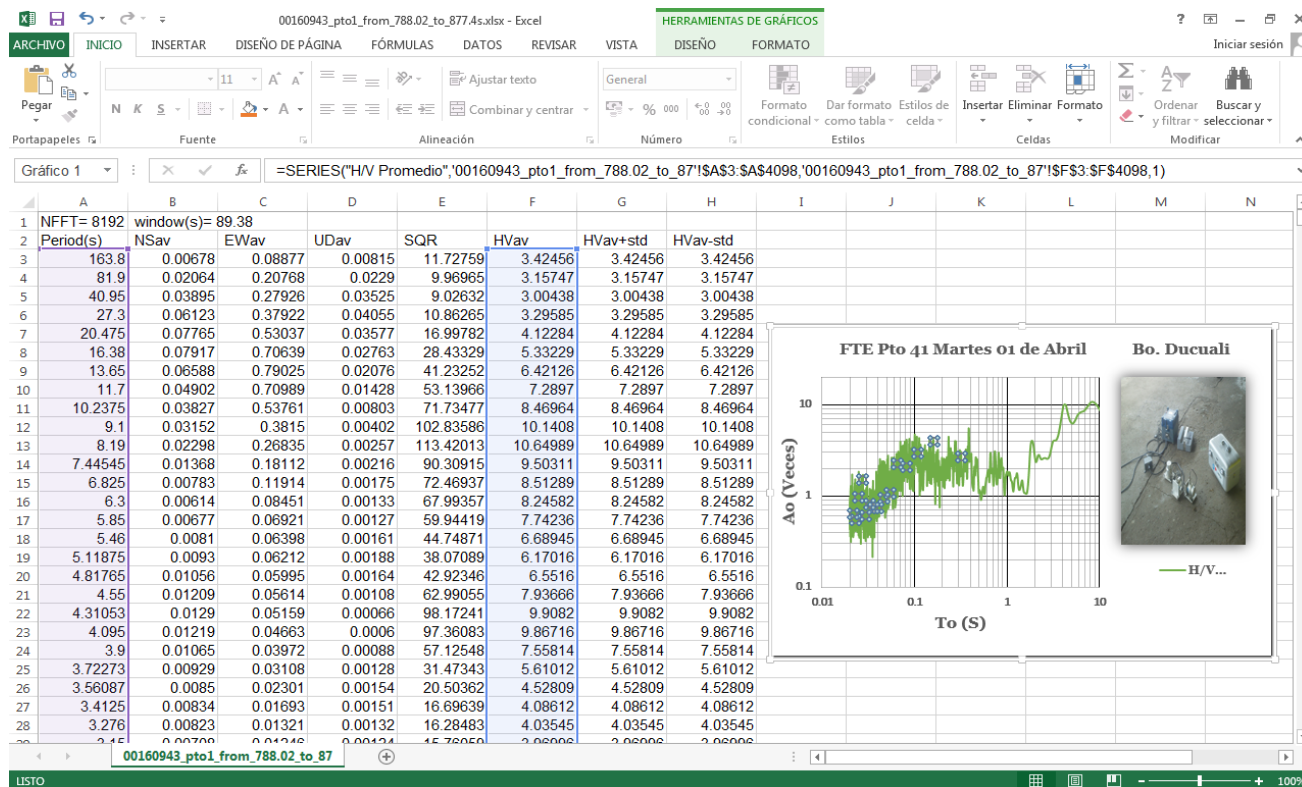 00160943_pto1_from_788.02_to_877.4s.xlsx - Excel
HERRAMIENTAS DE GRÁFICOS
?
ARCHIVO INICIO INSERTAR DISEÑO DE PÁGINA FÓRMULAS DATOS REVISAR VISTA DISEÑO FORMATO Iniciar sesión
11 A A Ajustar texto General
Pegar N K S A Combinar y centrar % 000 Formato condicional Dar formato como tabla Estilos de celda Insertar Eliminar Formato Ordenar y filtrar Buscar y seleccionar
Portapapeles Fuente Alineación Número Estilos Celdas Modificar
Gráfico 1 fx =SERIES("H/V Promedio",'00160943_pto1_from_788.02_to_87'!$A$3:$A$4098,'00160943_pto1_from_788.02_to_87'!$F$3:$F$4098,1)
A B C D E F G H I J K L M N
1 NFFT= 8192 window(s)= 89.38
2 Period(s) NSav EWav UDav SQR HVav HVav+std HVav-std
3 163.8 0.00678 0.08877 0.00815 11.72759 3.42456 3.42456 3.42456
4 81.9 0.02064 0.20768 0.0229 9.96965 3.15747 3.15747 3.15747
5 40.95 0.03895 0.27926 0.03525 9.02632 3.00438 3.00438 3.00438
6 27.3 0.06123 0.37922 0.04055 10.86265 3.29585 3.29585 3.29585
7 20.475 0.07765 0.53037 0.03577 16.99782 4.12284 4.12284 4.12284
8 16.38 0.07917 0.70639 0.02763 28.43329 5.33229 5.33229 5.33229
9 13.65 0.06588 0.79025 0.02076 41.23252 6.42126 6.42126 6.42126
10 11.7 0.04902 0.70989 0.01428 53.13966 7.2897 7.2897 7.2897
11 10.2375 0.03827 0.53761 0.00803 71.73477 8.46964 8.46964 8.46964
12 9.1 0.03152 0.3815 0.00402 102.83586 10.1408 10.1408 10.1408
13 8.19 0.02298 0.26835 0.00257 113.42013 10.64989 10.64989 10.64989
14 7.44545 0.01368 0.18112 0.00216 90.30915 9.50311 9.50311 9.50311
15 6.825 0.00783 0.11914 0.00175 72.46937 8.51289 8.51289 8.51289
16 6.3 0.00614 0.08451 0.00133 67.99357 8.24582 8.24582 8.24582
17 5.85 0.00677 0.06921 0.00127 59.94419 7.74236 7.74236 7.74236
18 5.46 0.0081 0.06398 0.00161 44.74871 6.68945 6.68945 6.68945
19 5.11875 0.0093 0.06212 0.00188 38.07089 6.17016 6.17016 6.17016
20 4.81765 0.01056 0.05995 0.00164 42.92346 6.5516 6.5516 6.5516
21 4.55 0.01209 0.05614 0.00108 62.99055 7.93666 7.93666 7.93666
22 4.31053 0.0129 0.05159 0.00066 98.17241 9.9082 9.9082 9.9082
23 4.095 0.01219 0.04663 0.0006 97.36083 9.86716 9.86716 9.86716
24 3.9 0.01065 0.03972 0.00088 57.12548 7.55814 7.55814 7.55814
25 3.72273 0.00929 0.03108 0.00128 31.47343 5.61012 5.61012 5.61012
26 3.56087 0.0085 0.02301 0.00154 20.50362 4.52809 4.52809 4.52809
27 3.4125 0.00834 0.01693 0.00151 16.69639 4.08612 4.08612 4.08612
28 3.276 0.00823 0.01321 0.00132 16.28483 4.03545 4.03545 4.03545
FTE Pto 41 Martes 01 de Abril Bo. Ducuali
10
1
0.1
Ao (Veces)
0.01 0.1 1 10
To (S)
H/V...
00160943_pto1_from_788.02_to_87
LISTO 100%